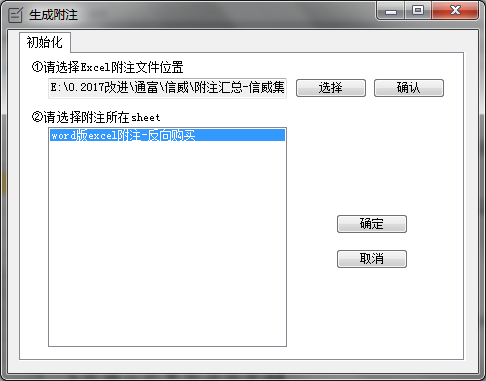 生成附注
初始化
①请选择Excel附注文件位置
E:\0.2017改进\通富\信威\附注汇总-信威集
选择
确认
②请选择附注所在sheet
word版excel附注-反向购买
确定
取消